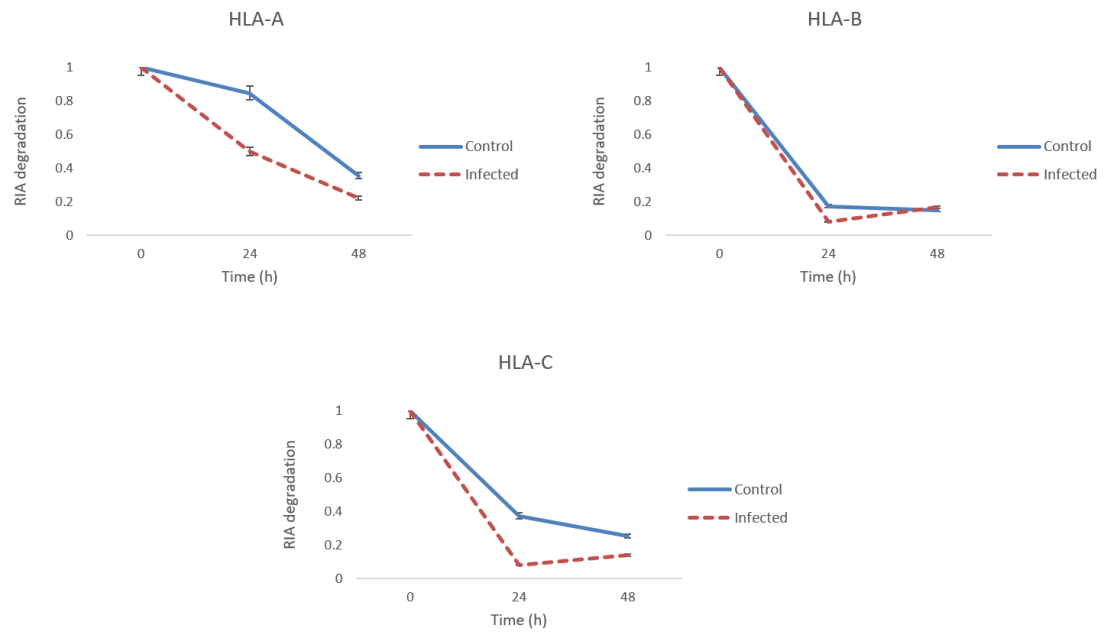 HLA-A
1
0.8
0.6
0.4
0.2
0
RIA degradation
0 24 48
Time (h)
Control
Infected
HLA-B
1
0.8
0.6
0.4
0.2
0
RIA degradation
0 24 48
Time (h)
Control
Infected
HLA-C
1
0.8
0.6
0.4
0.2
0
RIA degradation
0 24 48
Time (h)
Control
Infected